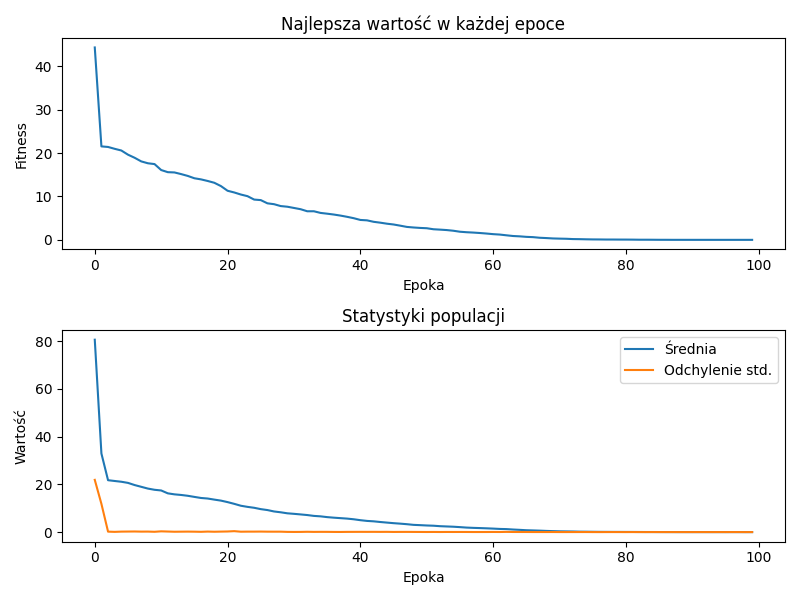 Najlepsza wartość w każdej epoce
40
30
20
10
0
Fitness
0 20 40 60 80 100
Epoka
Statystyki populacji
80
60
40
20
0
Wartość
Średnia
Odchylenie std.
0 20 40 60 80 100
Epoka